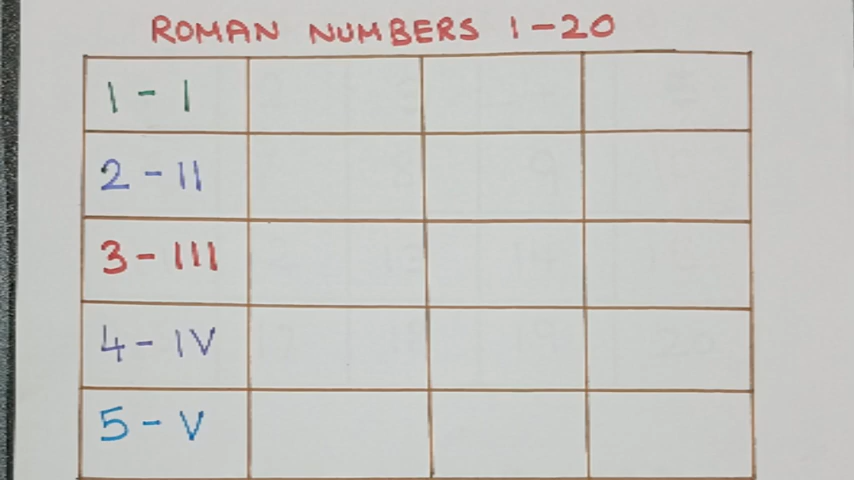 ROMAN NUMBERS 1-20
1 - I
2 - II
3 - III
4 - IV
5 - V